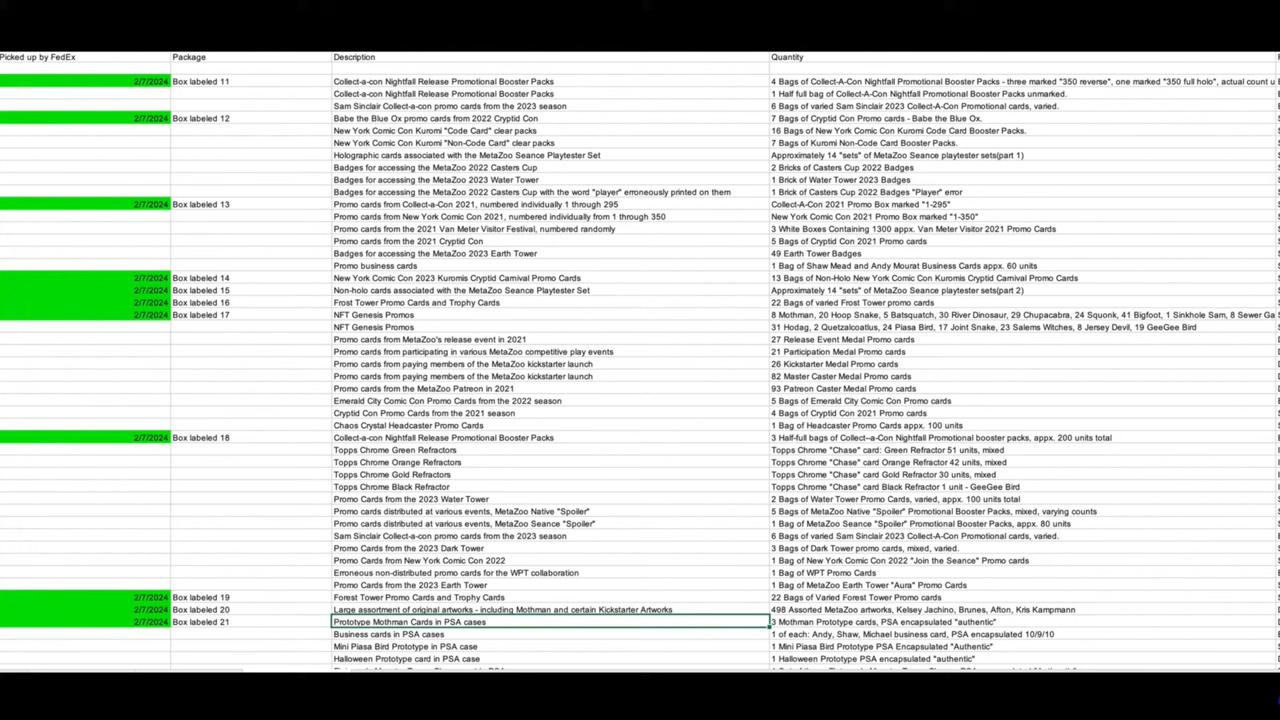 Picked up by FedEx Package Description Quantity
2/7/2024 Box labeled 11 Collect-a-con Nightfall Release Promotional Booster Packs 4 Bags of Collect-A-Con Nightfall Promotional Booster Packs - three marked "350 reverse", one marked "350 full holo", actual count u
Collect-a-con Nightfall Release Promotional Booster Packs 1 Half full bag of Collect-A-Con Nightfall Promotional Booster Packs unmarked.
Sam Sinclair Collect-a-con promo cards from the 2023 season 6 Bags of varied Sam Sinclair 2023 Collect-A-Con Promotional cards, varied.
2/7/2024 Box labeled 12 Babe the Blue Ox promo cards from 2022 Cryptid Con 7 Bags of Cryptid Con Promo cards - Babe the Blue Ox.
New York Comic Con Kuromi "Code Card" clear packs 16 Bags of New York Comic Con Kuromi Code Card Booster Packs.
New York Comic Con Kuromi "Non-Code Card" clear packs 7 Bags of Kuromi Non-Code Card Booster Packs.
Holographic cards associated with the MetaZoo Seance Playtester Set Approximately 14 "sets" of MetaZoo Seance playtester sets(part 1)
Badges for accessing the MetaZoo 2022 Casters Cup 2 Bricks of Casters Cup 2022 Badges
Badges for accessing the MetaZoo 2023 Water Tower 1 Brick of Water Tower 2023 Badges
Badges for accessing the MetaZoo 2022 Casters Cup with the word "player" erroneously printed on them 1 Brick of Casters Cup 2022 Badges "Player" error
2/7/2024 Box labeled 13 Promo cards from Collect-a-Con 2021, numbered individually 1 through 295 Collect-A-Con 2021 Promo Box marked "1-295"
Promo cards from New York Comic Con 2021, numbered individually from 1 through 350 New York Comic Con 2021 Promo Box marked "1-350"
Promo cards from the 2021 Van Meter Visitor Festival, numbered randomly 3 White Boxes Containing 1300 appx. Van Meter Visitor 2021 Promo Cards
Promo cards from the 2021 Cryptid Con 5 Bags of Cryptid Con 2021 Promo cards
Badges for accessing the MetaZoo 2023 Earth Tower 49 Earth Tower Badges
Promo business cards 1 Bag of Shaw Mead and Andy Mourat Business Cards appx. 60 units
2/7/2024 Box labeled 14 New York Comic Con 2023 Kuromis Cryptid Carnival Promo Cards 13 Bags of Non-Holo New York Comic Con Kuromis Cryptid Carnival Promo Cards
2/7/2024 Box labeled 15 Non-holo cards associated with the MetaZoo Seance Playtester Set Approximately 14 "sets" of MetaZoo Seance playtester sets(part 2)
2/7/2024 Box labeled 16 Frost Tower Promo Cards and Trophy Cards 22 Bags of varied Frost Tower promo cards
2/7/2024 Box labeled 17 NFT Genesis Promos 8 Mothman, 20 Hoop Snake, 5 Batsquatch, 30 River Dinosaur, 29 Chupacabra, 24 Squonk, 41 Bigfoot, 1 Sinkhole Sam, 8 Sewer Ga
NFT Genesis Promos 31 Hodag, 2 Quetzalcoatlus, 24 Piasa Bird, 17 Joint Snake, 23 Salems Witches, 8 Jersey Devil, 19 GeeGee Bird
Promo cards from MetaZoo's release event in 2021 27 Release Event Medal Promo cards
Promo cards from participating in various MetaZoo competitive play events 21 Participation Medal Promo cards
Promo cards from paying members of the MetaZoo kickstarter launch 26 Kickstarter Medal Promo cards
Promo cards from paying members of the MetaZoo kickstarter launch 82 Master Caster Medal Promo cards
Promo cards from the MetaZoo Patreon in 2021 93 Patreon Caster Medal Promo cards
Emerald City Comic Con Promo Cards from the 2022 season 5 Bags of Emerald City Comic Con Promo cards
Cryptid Con Promo Cards from the 2021 season 4 Bags of Cryptid Con 2021 Promo cards
Chaos Crystal Headcaster Promo Cards 1 Bag of Headcaster Promo Cards appx. 100 units
2/7/2024 Box labeled 18 Collect-a-con Nightfall Release Promotional Booster Packs 3 Half-full bags of Collect--a-Con Nightfall Promotional booster packs, appx. 200 units total
Topps Chrome Green Refractors Topps Chrome "Chase" card: Green Refractor 51 units, mixed
Topps Chrome Orange Refractors Topps Chrome "Chase" card Orange Refractor 42 units, mixed
Topps Chrome Gold Refractors Topps Chrome "Chase" card Gold Refractor 30 units, mixed
Topps Chrome Black Refractor Topps Chrome "Chase" card Black Refractor 1 unit - GeeGee Bird
Promo Cards from the 2023 Water Tower 2 Bags of Water Tower Promo Cards, varied, appx. 100 units total
Promo cards distributed at various events, MetaZoo Native "Spoiler" 5 Bags of MetaZoo Native "Spoiler" Promotional Booster Packs, mixed, varying counts
Promo cards distributed at various events, MetaZoo Seance "Spoiler" 1 Bag of MetaZoo Seance "Spoiler" Promotional Booster Packs, appx. 80 units
Sam Sinclair Collect-a-con promo cards from the 2023 season 6 Bags of varied Sam Sinclair 2023 Collect-A-Con Promotional cards, varied.
Promo Cards from the 2023 Dark Tower 3 Bags of Dark Tower promo cards, mixed, varied.
Promo Cards from New York Comic Con 2022 1 Bag of New York Comic Con 2022 "Join the Seance" Promo cards
Erroneous non-distributed promo cards for the WPT collaboration 1 Bag of WPT Promo Cards
Promo Cards from the 2023 Earth Tower 1 Bag of MetaZoo Earth Tower "Aura" Promo Cards
2/7/2024 Box labeled 19 Forest Tower Promo Cards and Trophy Cards 22 Bags of Varied Forest Tower Promo Cards
2/7/2024 Box labeled 20 Large assortment of original artworks - including Mothman and certain Kickstarter Artworks 498 Assorted MetaZoo artworks, Kelsey Jachino, Brunes, Afton, Kris Kampmann
2/7/2024 Box labeled 21 Prototype Mothman Cards in PSA cases 3 Mothman Prototype cards, PSA encapsulated "authentic"
Business cards in PSA cases 1 of each: Andy, Shaw, Michael business card, PSA encapsulated 10/9/10
Mini Piasa Bird Prototype in PSA case 1 Mini Piasa Bird Prototype PSA Encapsulated "Authentic"
Halloween Prototype card in PSA case 1 Halloween Prototype PSA Encapsulated "authentic"